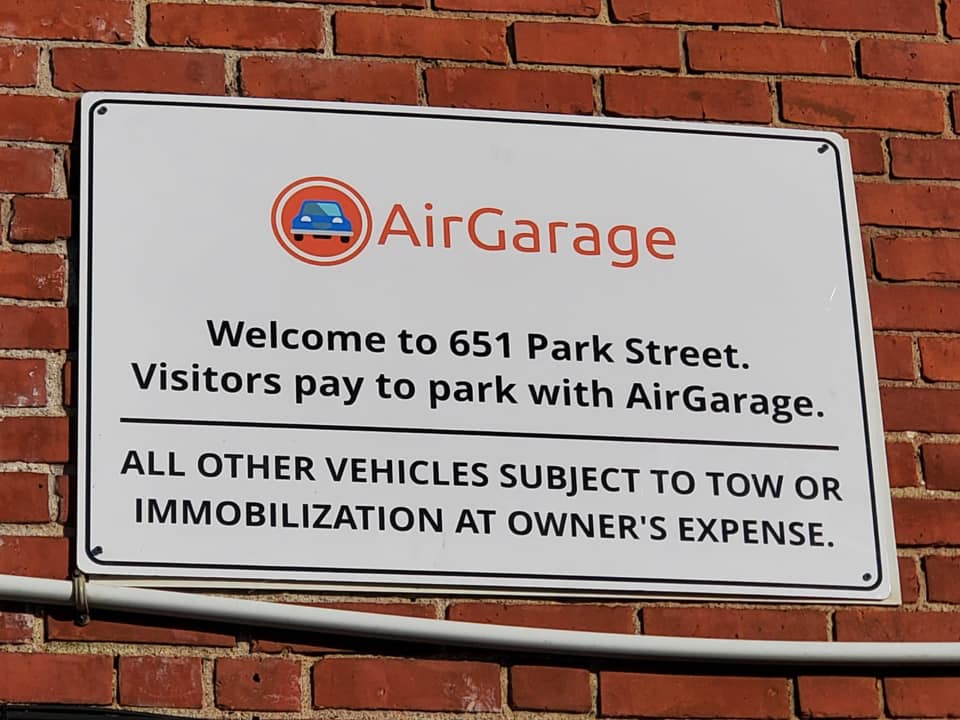 AirGarage
Welcome to 651 Park Street.
Visitors pay to park with AirGarage.
ALL OTHER VEHICLES SUBJECT TO TOW OR
IMMOBILIZATION AT OWNER'S EXPENSE.